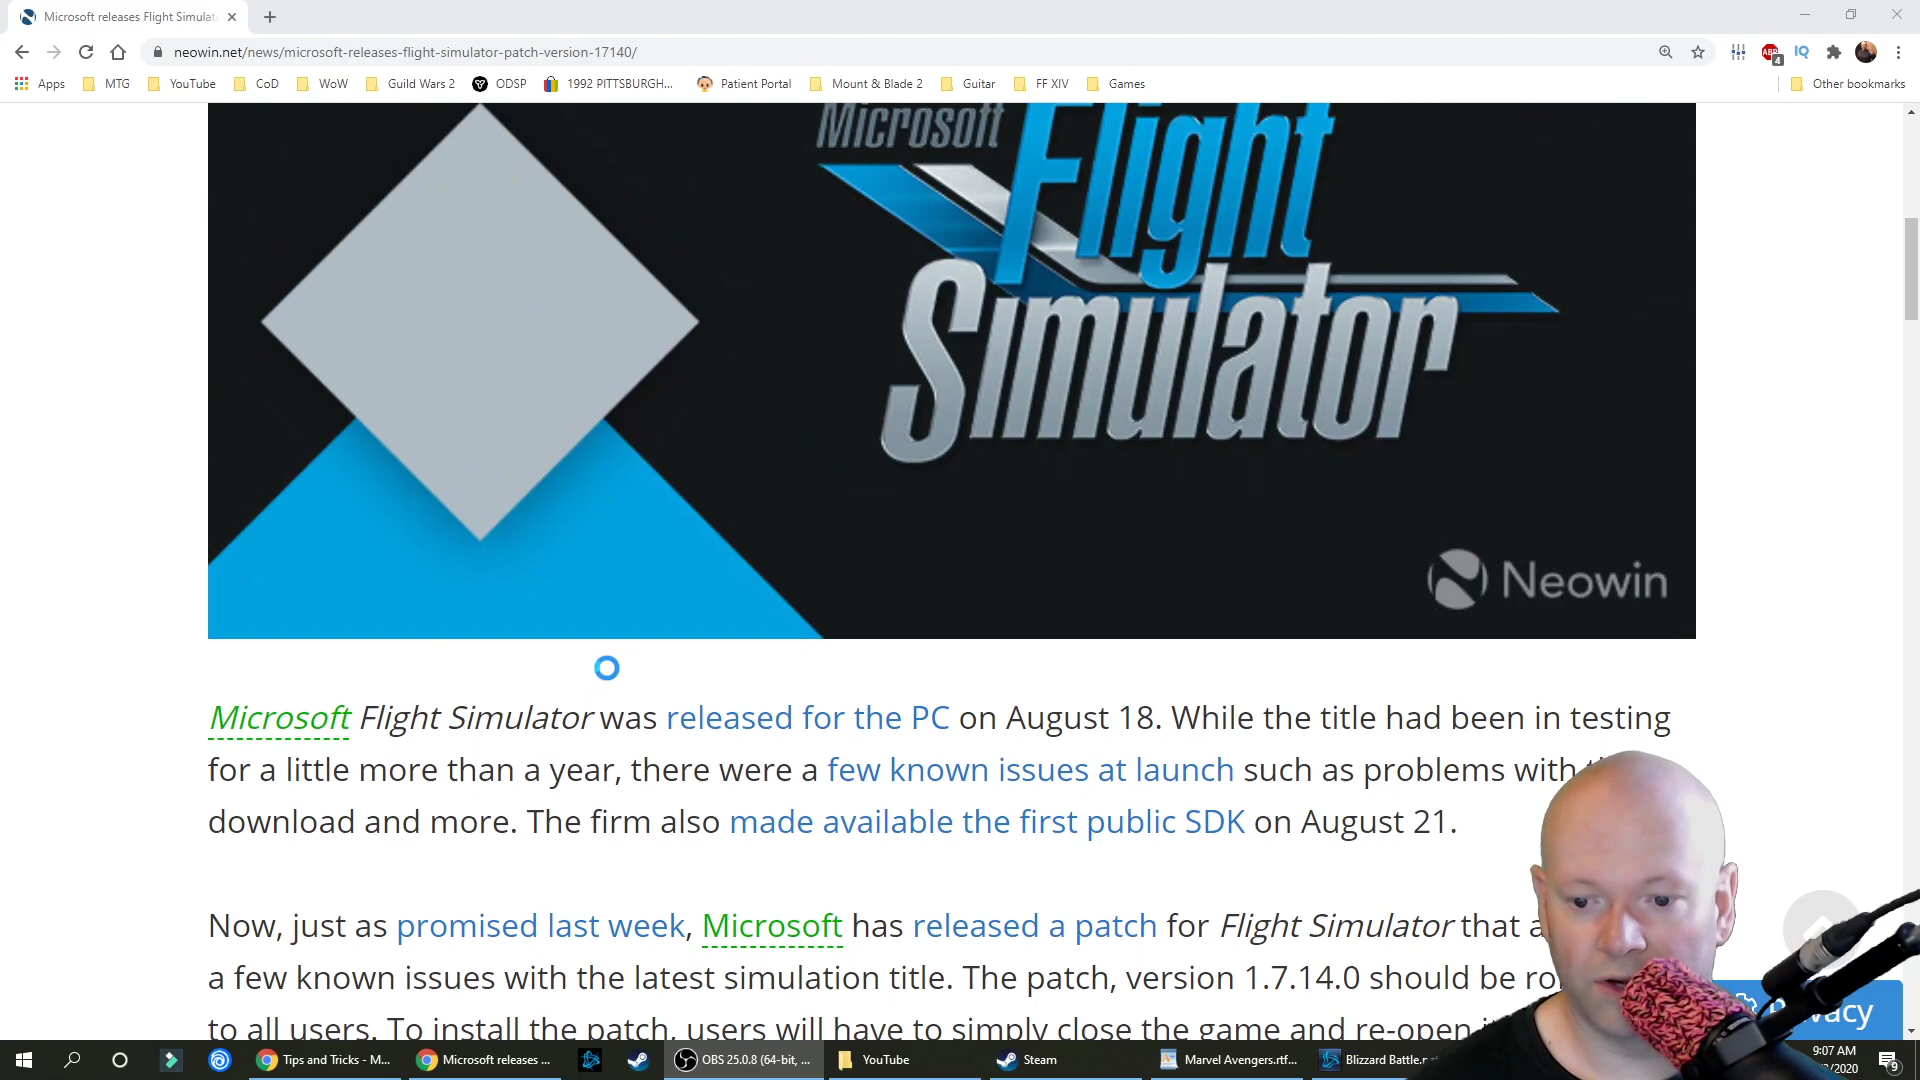 Microsoft releases Flight Simulat
neowin.net/news/microsoft-releases-flight-simulator-patch-version-17140/
ABP
4
IQ
Apps
MTG
YouTube
CoD
WoW
Guild Wars 2
ODSP
1992 PITTSBURGH...
Patient Portal
Mount & Blade 2
Guitar
FF XIV
Games
Other bookmarks
Microsoft
Flight
Simulator
Neowin
Microsoft Flight Simulator was released for the PC on August 18. While the title had been in testing
for a little more than a year, there were a few known issues at launch such as problems with
download and more. The firm also made available the first public SDK on August 21.
Now, just as promised last week, Microsoft has released a patch for Flight Simulator that
a few known issues with the latest simulation title. The patch, version 1.7.14.0 should be
to all users. To install the patch, users will have to simply close the game and re-open
Tips and Tricks - M...
Microsoft releases ...
OBS 25.0.8 (64-bit, ...
YouTube
Steam
Marvel Avengers.rtf...
Blizzard Battle.n
9:07 AM
/2020
9